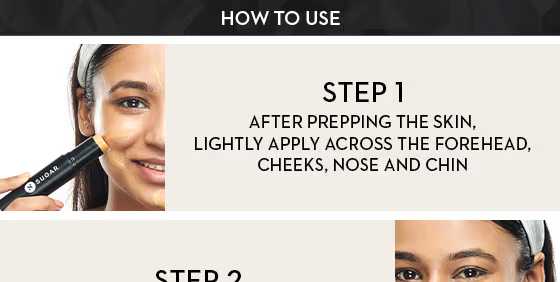 HOW TO USE
STEP 1
AFTER PREPPING THE SKIN,
LIGHTLY APPLY ACROSS THE FOREHEAD,
CHEEKS, NOSE AND CHIN
SUGAR
STEP 2